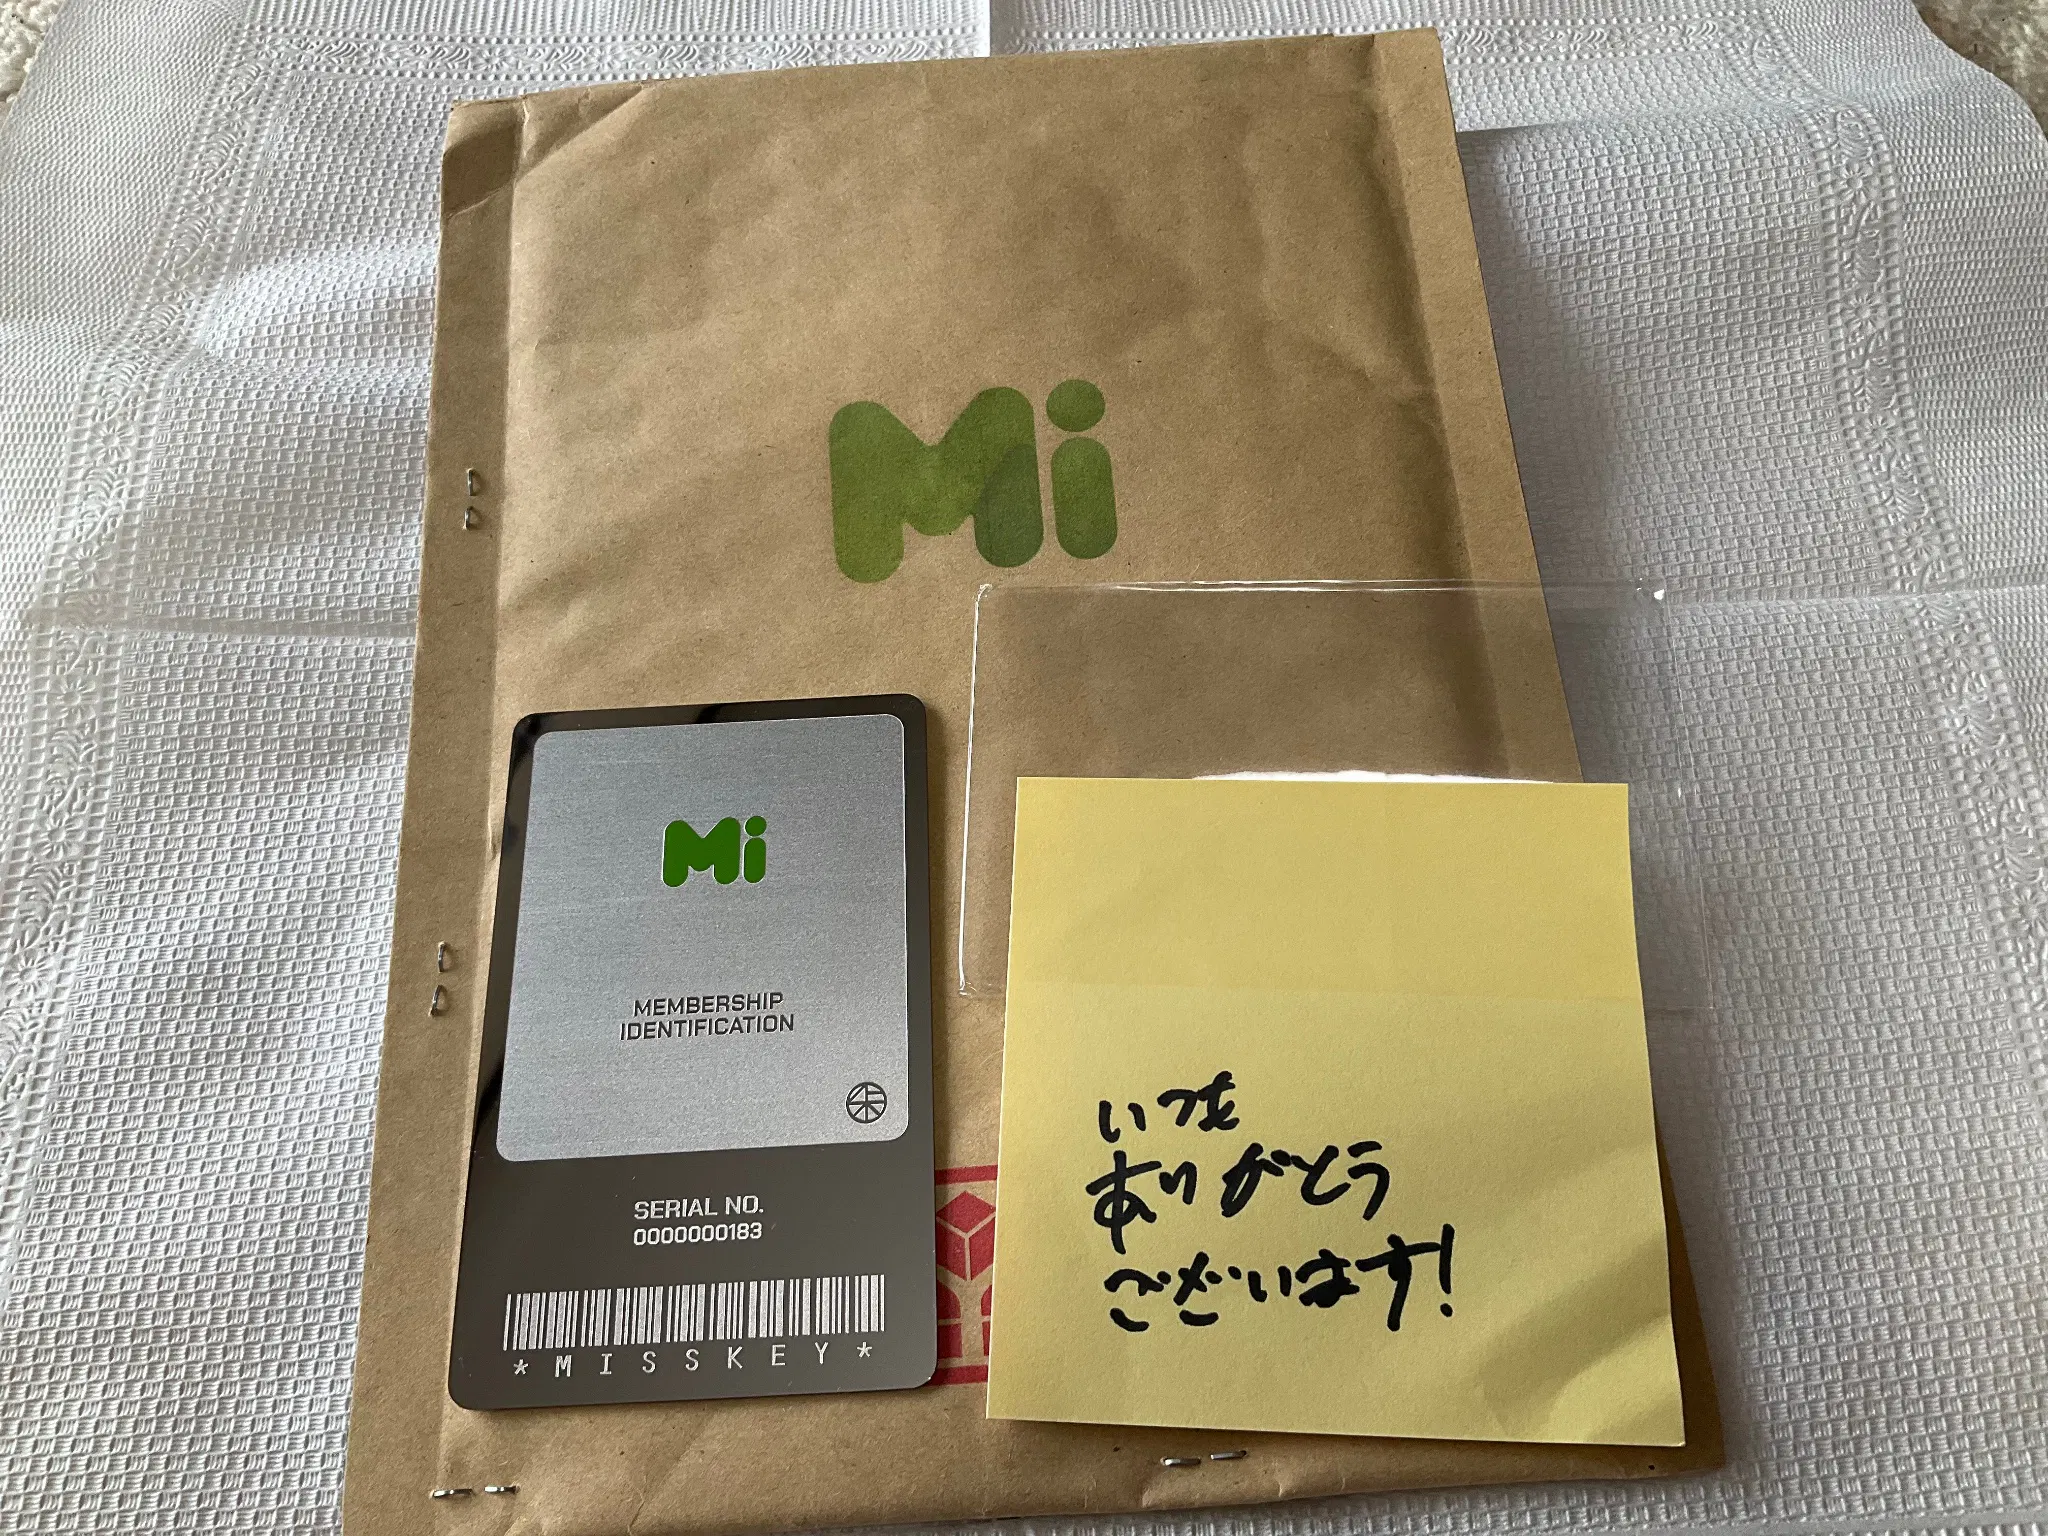 Mi
Mi
MEMBERSHIP
IDENTIFICATION
SERIAL NO.
0000000183
*MISSKEY*
いつも
ありがとう
ございます!